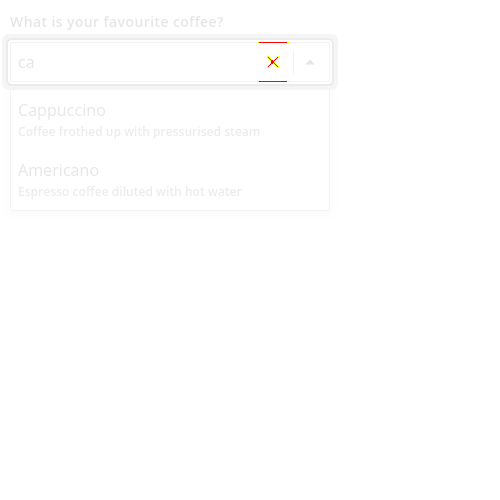 What is your favourite coffee?
ca
Cappuccino
Coffee frothed up with pressurised steam
Americano
Espresso coffee diluted with hot water